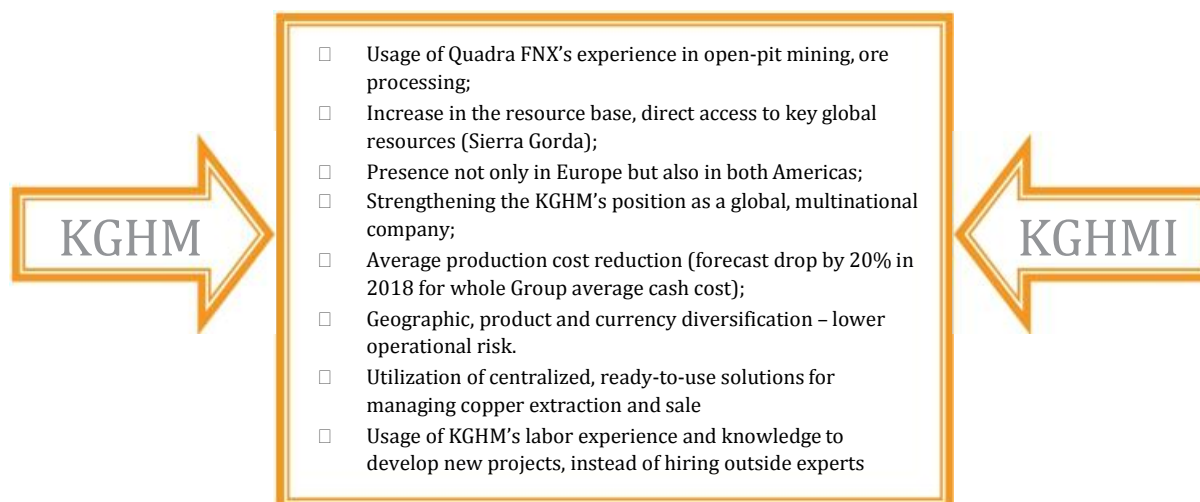 KGHM
□ Usage of Quadra FNX's experience in open-pit mining, ore
processing;
□ Increase in the resource base, direct access to key global
resources (Sierra Gorda);
□ Presence not only in Europe but also in both Americas;
□ Strengthening the KGHM's position as a global, multinational
company;
□ Average production cost reduction (forecast drop by 20% in
2018 for whole Group average cash cost);
□ Geographic, product and currency diversification – lower
operational risk.
□ Utilization of centralized, ready-to-use solutions for
managing copper extraction and sale
□ Usage of KGHM's labor experience and knowledge to
develop new projects, instead of hiring outside experts
KGHMI